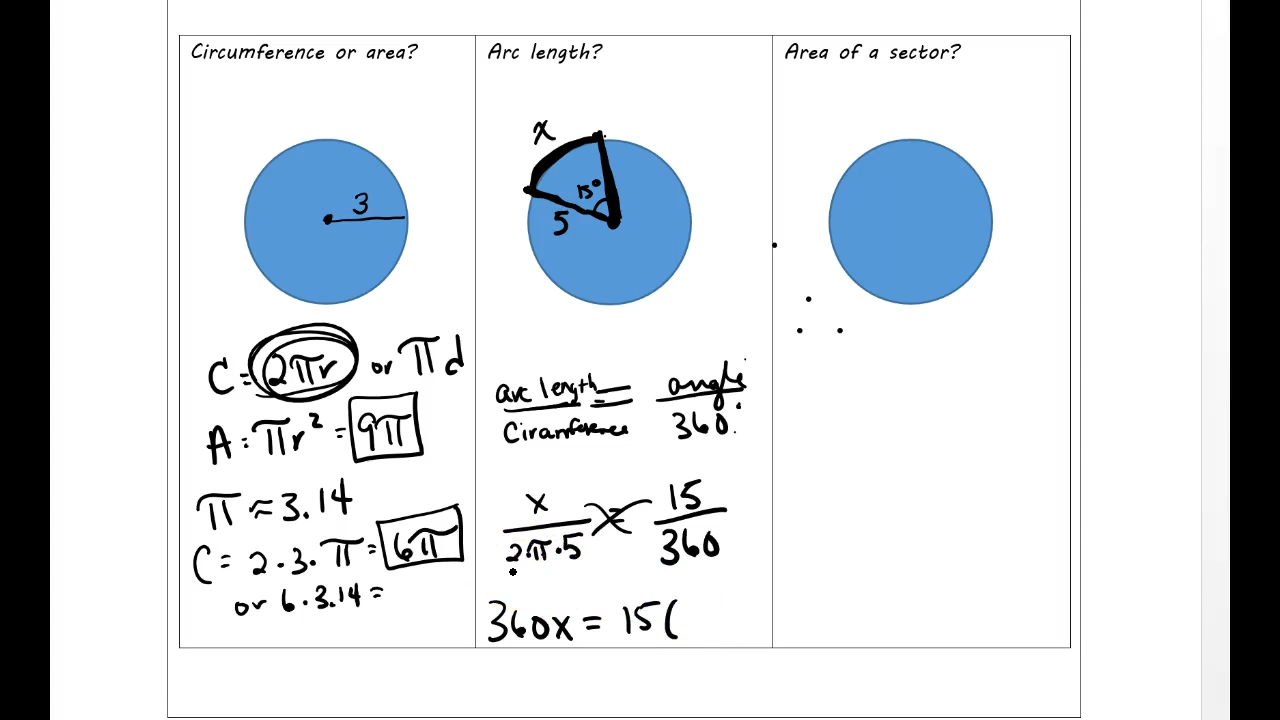 Circumference or area?
3
C = 2πr or πd
A = πr² = 9π
π ≈ 3.14
C = 2·3·π = 6π
or 6·3.14 =
Arc length?
x
15°
5
arc length = angle
Circumference 360°
x = 15
2·π·5 360
360x = 15(
Area of a sector?